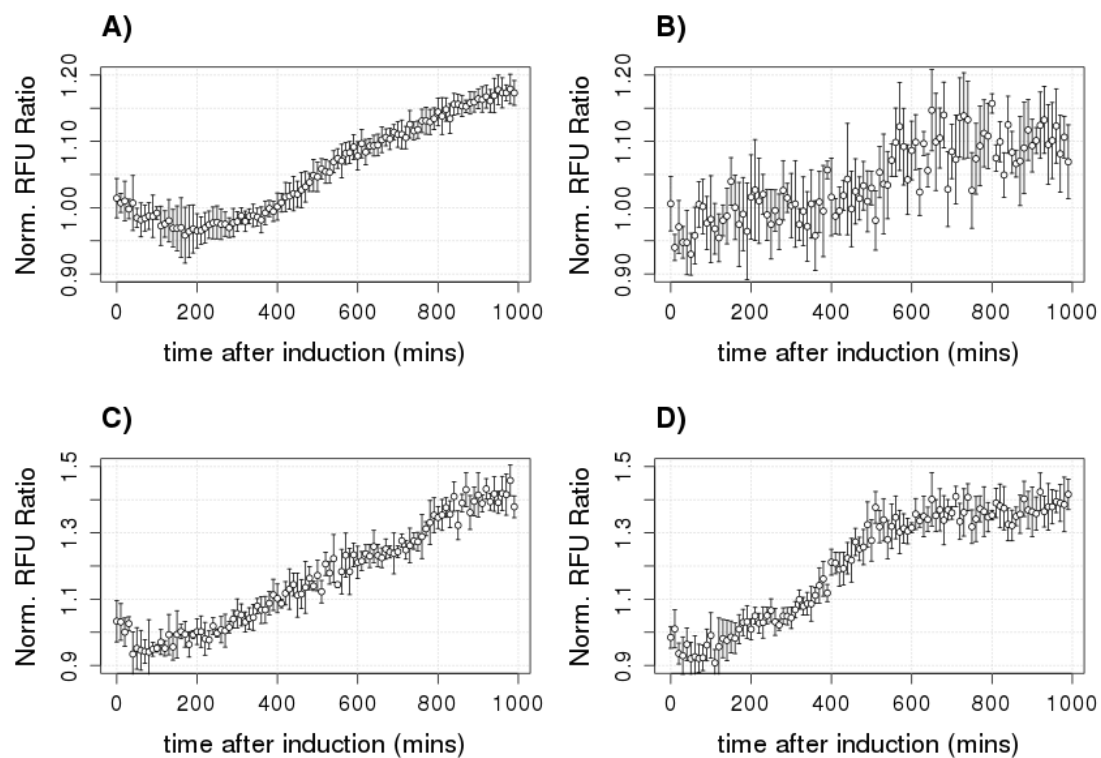 A)
Norm. RFU Ratio
0.90 1.00 1.10 1.20
0 200 400 600 800 1000
time after induction (mins)
B)
Norm. RFU Ratio
0.90 1.00 1.10 1.20
0 200 400 600 800 1000
time after induction (mins)
C)
Norm. RFU Ratio
0.9 1.1 1.3 1.5
0 200 400 600 800 1000
time after induction (mins)
D)
Norm. RFU Ratio
0.9 1.1 1.3 1.5
0 200 400 600 800 1000
time after induction (mins)